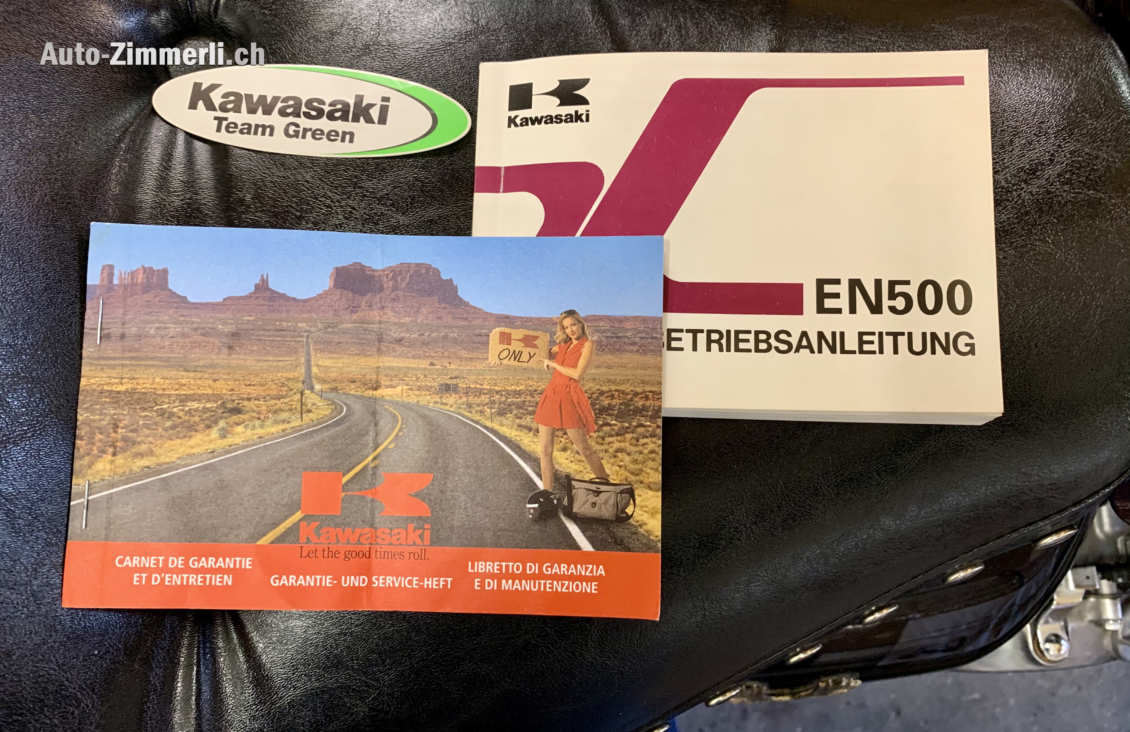 Auto-Zimmerli.ch
Kawasaki
Team Green
Kawasaki
EN500
BETRIEBSANLEITUNG
ONLY
Kawasaki
Let the good times roll.
CARNET DE GARANTIE
ET D'ENTRETIEN
GARANTIE- UND SERVICE-HEFT
LIBRETTO DI GARANZIA
E DI MANUTENZIONE